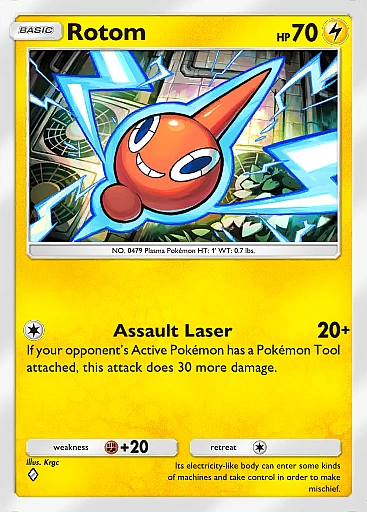 BASIC Rotom HP 70
NO. 0479 Plasma Pokémon HT: 1' WT: 0.7 lbs.
Assault Laser 20+
If your opponent's Active Pokémon has a Pokémon Tool
attached, this attack does 30 more damage.
weakness +20 retreat
Illus. Krgc
Its electricity-like body can enter some kinds
of machines and take control in order to make
mischief.